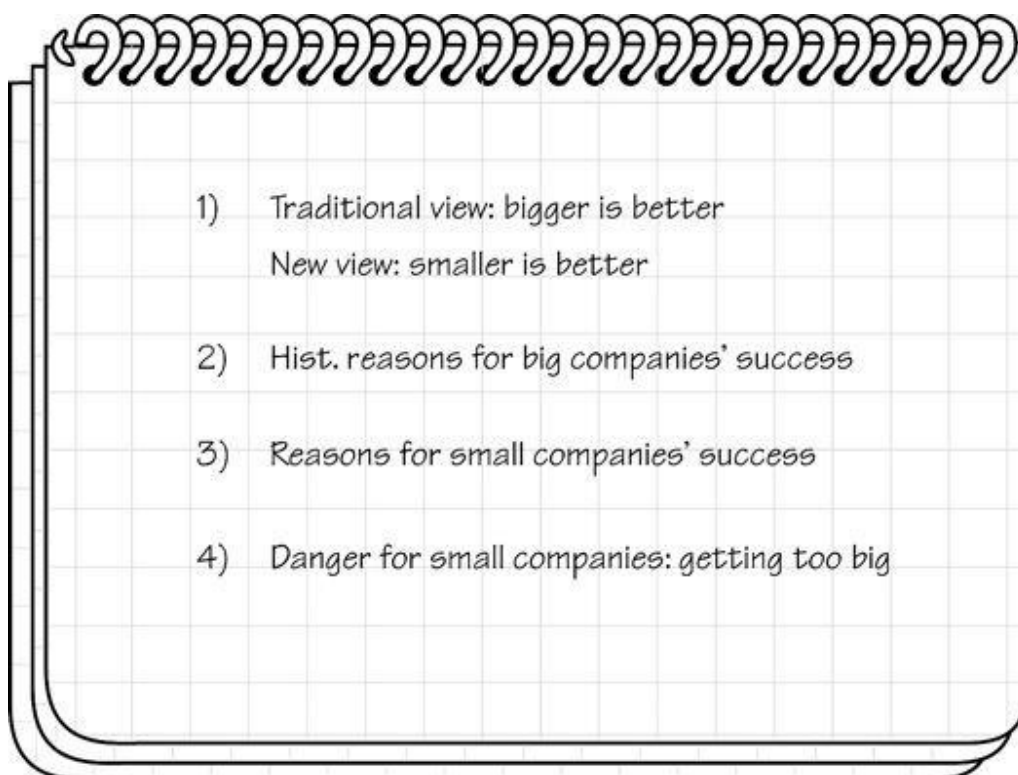 1) Traditional view: bigger is better
New view: smaller is better
2) Hist. reasons for big companies' success
3) Reasons for small companies' success
4) Danger for small companies: getting too big